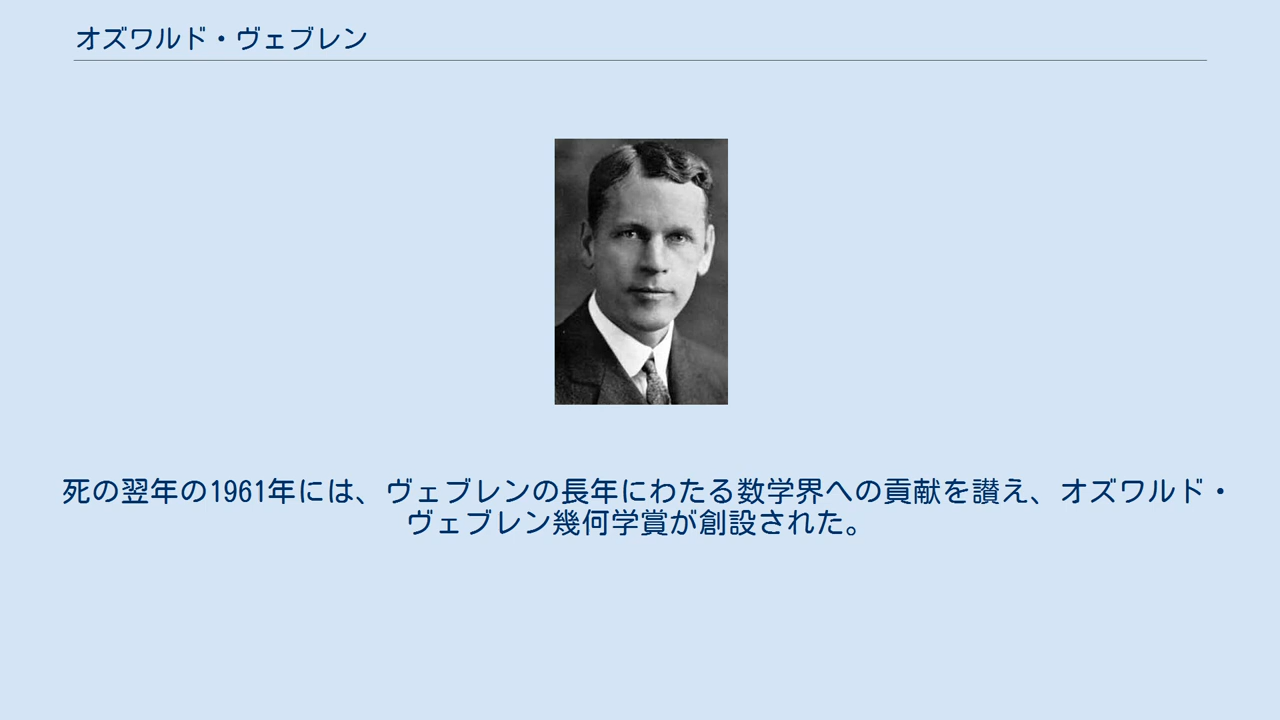 オズワルド・ヴェブレン
死の翌年の1961年には、ヴェブレンの長年にわたる数学界への貢献を讃え、オズワルド・
ヴェブレン幾何学賞が創設された。